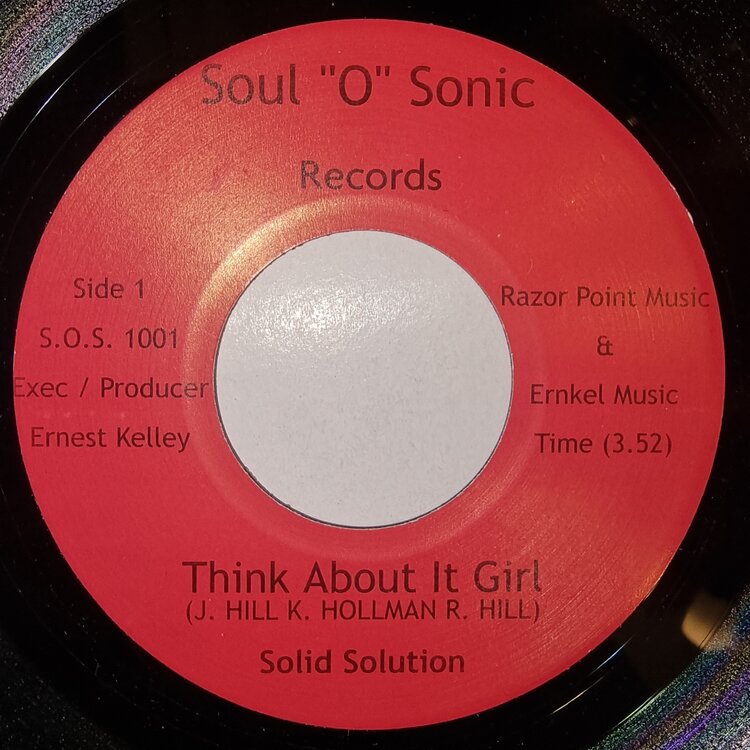 Soul "O" Sonic
Records
Side 1
S.O.S. 1001
Exec / Producer
Ernest Kelley
Razor Point Music
&
Ernkel Music
Time (3.52)
Think About It Girl
(J. HILL K. HOLLMAN R. HILL)
Solid Solution